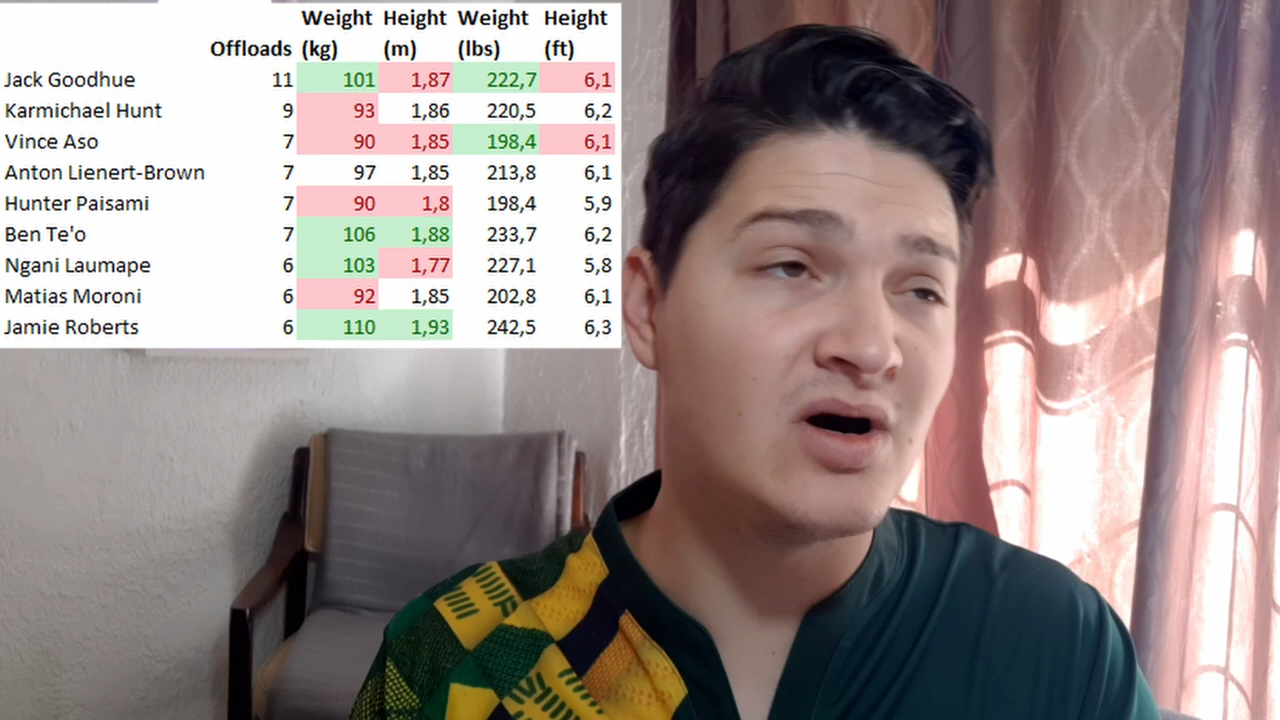 Offloads Weight (kg) Height (m) Weight (lbs) Height (ft)
Jack Goodhue 11 101 1,87 222,7 6,1
Karmichael Hunt 9 93 1,86 220,5 6,2
Vince Aso 7 90 1,85 198,4 6,1
Anton Lienert-Brown 7 97 1,85 213,8 6,1
Hunter Paisami 7 90 1,8 198,4 5,9
Ben Te'o 7 106 1,88 233,7 6,2
Ngani Laumape 6 103 1,77 227,1 5,8
Matias Moroni 6 92 1,85 202,8 6,1
Jamie Roberts 6 110 1,93 242,5 6,3